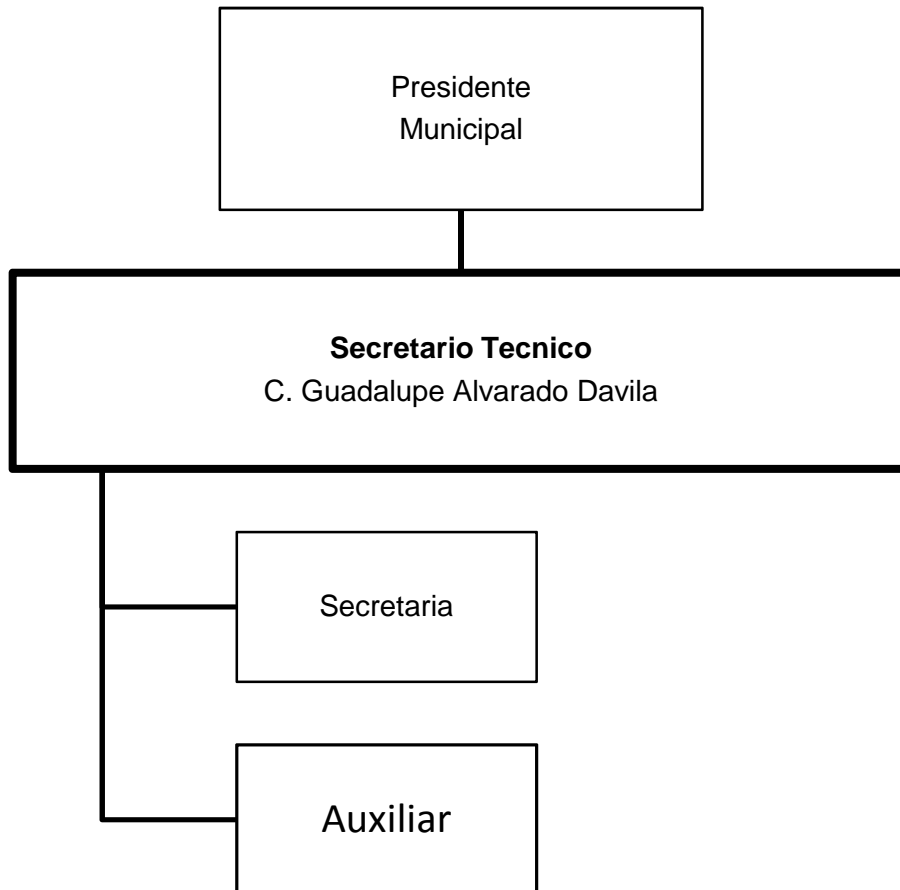 Presidente
Municipal
Secretario Tecnico
C. Guadalupe Alvarado Davila
Secretaria
Auxiliar